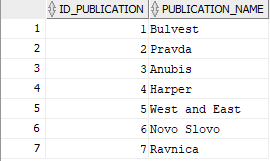 ID_PUBLICATION PUBLICATION_NAME
1 1 Bulvest
2 2 Pravda
3 3 Anubis
4 4 Harper
5 5 West and East
6 6 Novo Slovo
7 7 Ravnica